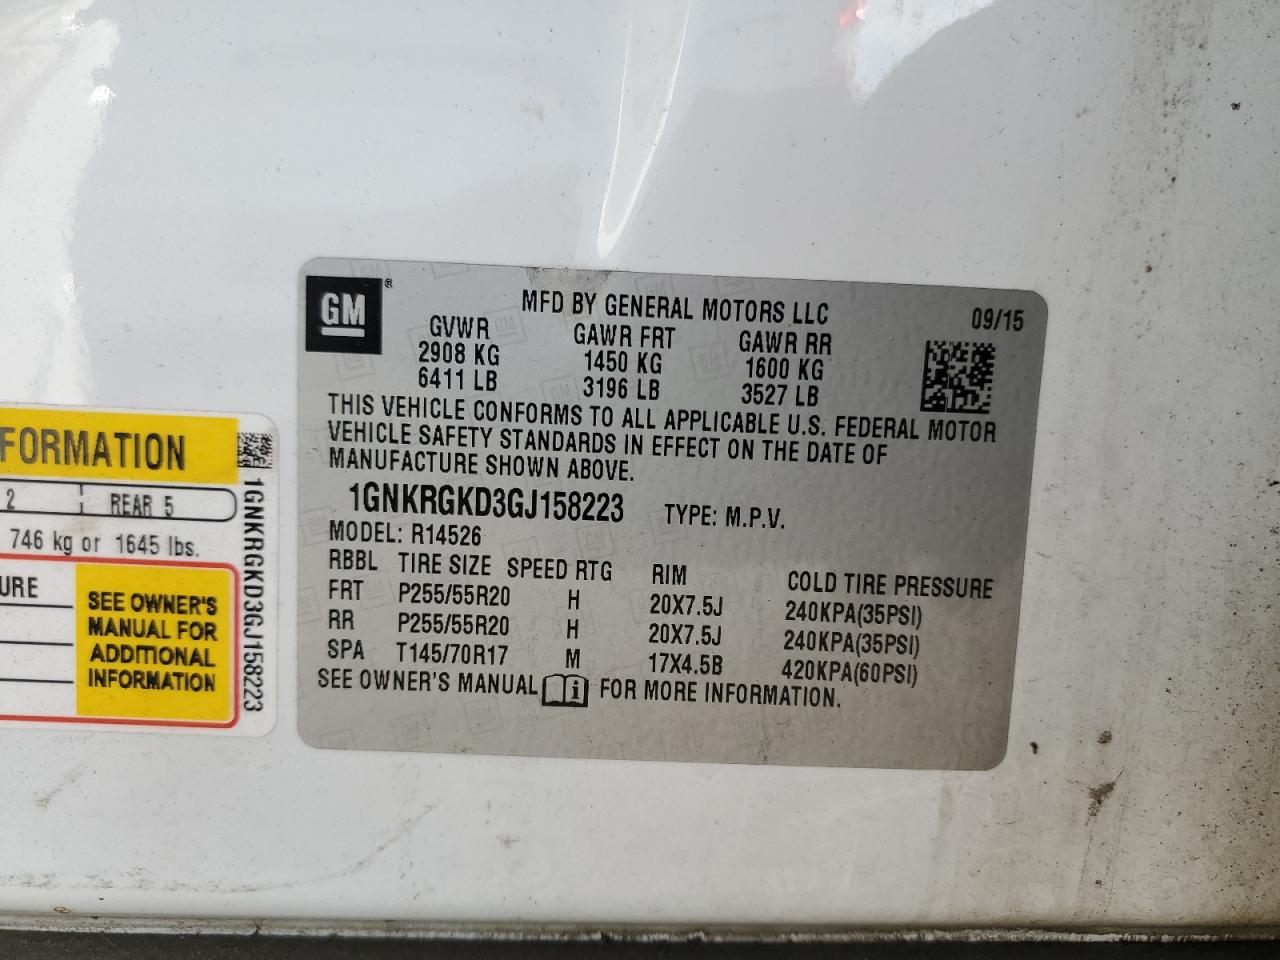 GM ®
MFD BY GENERAL MOTORS LLC 09/15
GVWR GAWR FRT GAWR RR
2908 KG 1450 KG 1600 KG
6411 LB 3196 LB 3527 LB
THIS VEHICLE CONFORMS TO ALL APPLICABLE U.S. FEDERAL MOTOR
VEHICLE SAFETY STANDARDS IN EFFECT ON THE DATE OF
MANUFACTURE SHOWN ABOVE.
1GNKRGKD3GJ158223 TYPE: M.P.V.
MODEL: R14526
RBBL TIRE SIZE SPEED RTG RIM COLD TIRE PRESSURE
FRT P255/55R20 H 20X7.5J 240KPA(35PSI)
RR P255/55R20 H 20X7.5J 240KPA(35PSI)
SPA T145/70R17 M 17X4.5B 420KPA(60PSI)
SEE OWNER'S MANUAL i FOR MORE INFORMATION.
FORMATION
2 REAR 5
746 kg or 1645 lbs.
URE
SEE OWNER'S
MANUAL FOR
ADDITIONAL
INFORMATION
1GNKRGKD3GJ158223